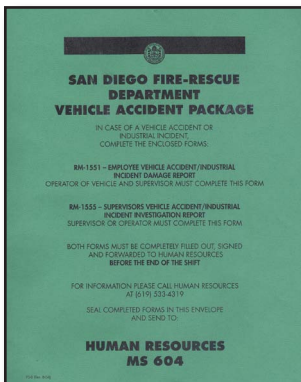 SAN DIEGO FIRE-RESCUE
DEPARTMENT
VEHICLE ACCIDENT PACKAGE
IN CASE OF A VEHICLE ACCIDENT OR
INDUSTRIAL INCIDENT,
COMPLETE THE ENCLOSED FORMS:
RM-1551 – EMPLOYEE VEHICLE ACCIDENT/INDUSTRIAL
INCIDENT DAMAGE REPORT
OPERATOR OF VEHICLE AND SUPERVISOR MUST COMPLETE THIS FORM
RM-1555 – SUPERVISORS VEHICLE ACCIDENT/INDUSTRIAL
INCIDENT INVESTIGATION REPORT
SUPERVISOR OR OPERATOR MUST COMPLETE THIS FORM
BOTH FORMS MUST BE COMPLETELY FILLED OUT, SIGNED
AND FORWARDED TO HUMAN RESOURCES
BEFORE THE END OF THE SHIFT
FOR INFORMATION PLEASE CALL HUMAN RESOURCES
AT (619) 533-4319
SEAL COMPLETED FORMS IN THIS ENVELOPE
AND SEND TO:
HUMAN RESOURCES
MS 604